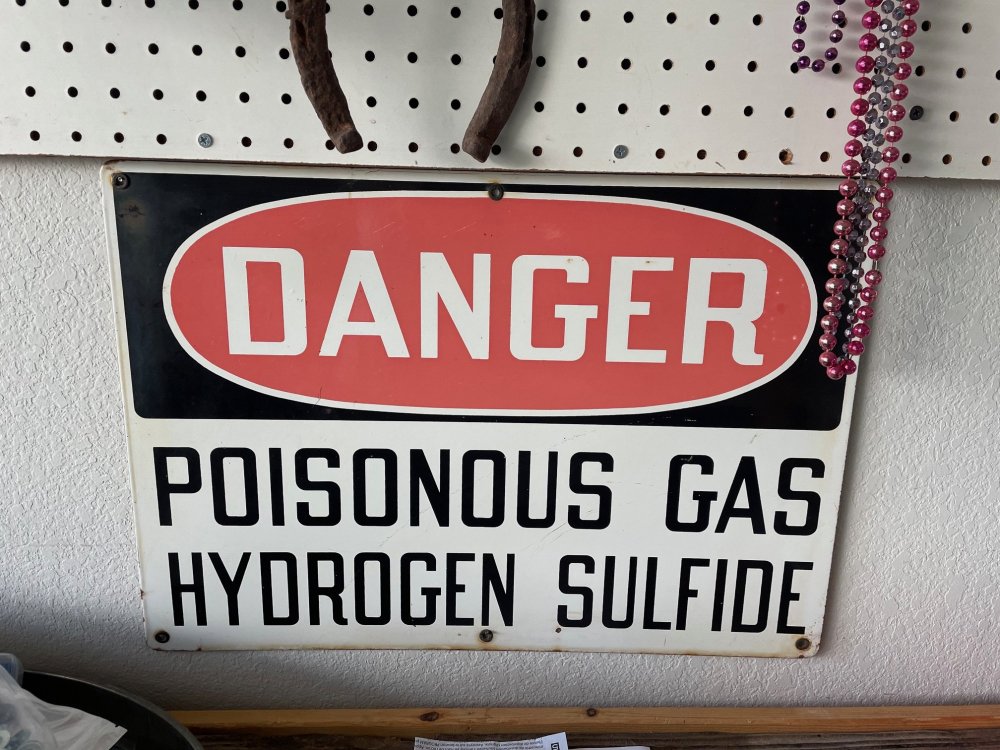 DANGER
POISONOUS GAS
HYDROGEN SULFIDE